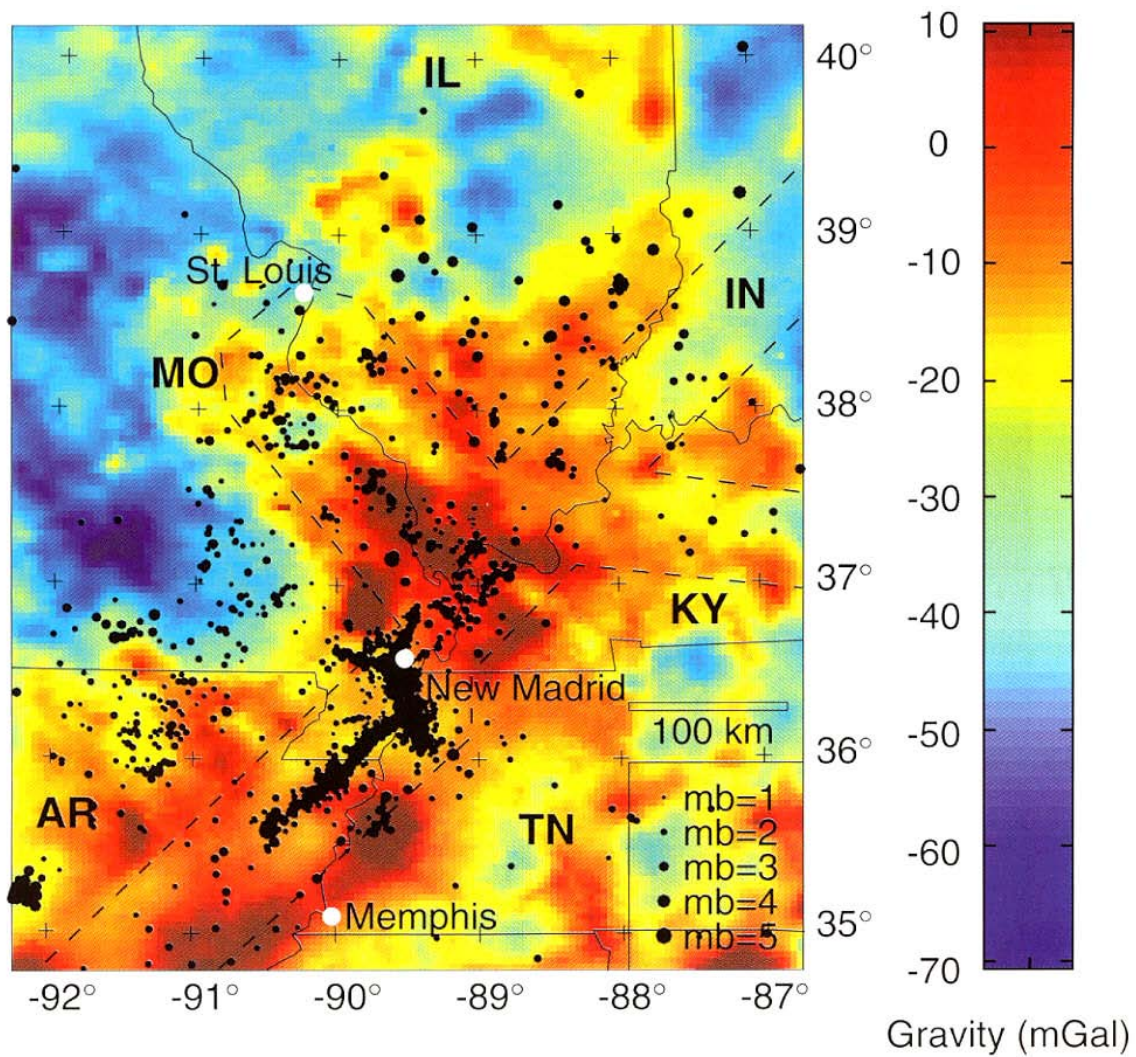 10
40°
IL
0
39°
St. Louis
-10
IN
MO
-20
38°
-30
37°
-40
KY
New Madrid
100 km
-50
36°
AR
TN
mb=1
mb=2
mb=3
mb=4
mb=5
-60
Memphis
35°
-70
-92° -91° -90° -89° -88° -87°
Gravity (mGal)